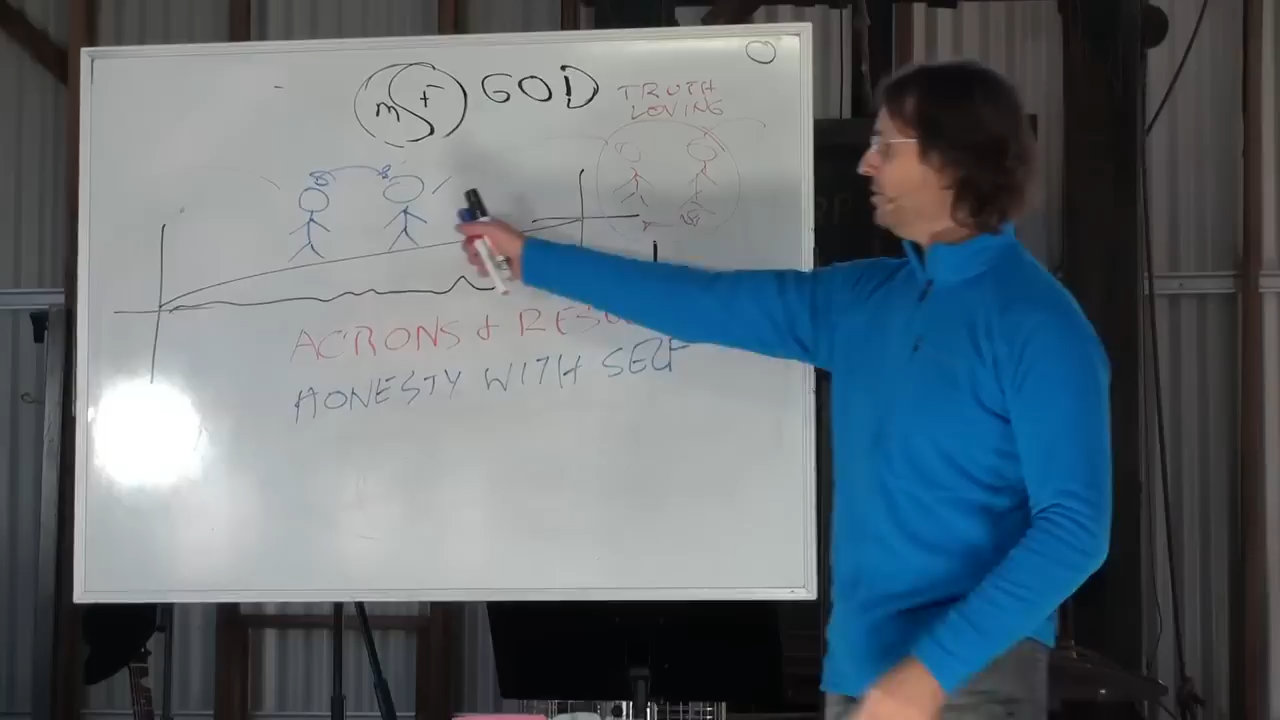 m f GOD
TRUTH
LOVING
ACTIONS +
HONESTY WITH SELF